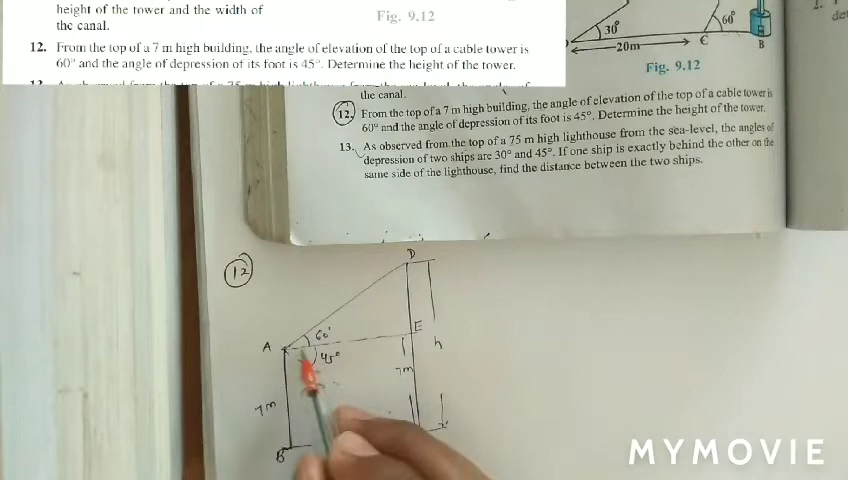 height of the tower and the width of
the canal.
Fig. 9.12
12. From the top of a 7 m high building, the angle of elevation of the top of a cable tower is
60° and the angle of depression of its foot is 45°. Determine the height of the tower.
30°
60°
20m
C
B
B
Fig. 9.12
the canal.
12. From the top of a 7 m high building, the angle of elevation of the top of a cable tower is
60° and the angle of depression of its foot is 45°. Determine the height of the tower.
13. As observed from the top of a 75 m high lighthouse from the sea-level, the angles of
depression of two ships are 30° and 45°. If one ship is exactly behind the other on the
same side of the lighthouse, find the distance between the two ships.
12
D
60°
E
A
45°
h
7m
7m
B
MYMOVIE